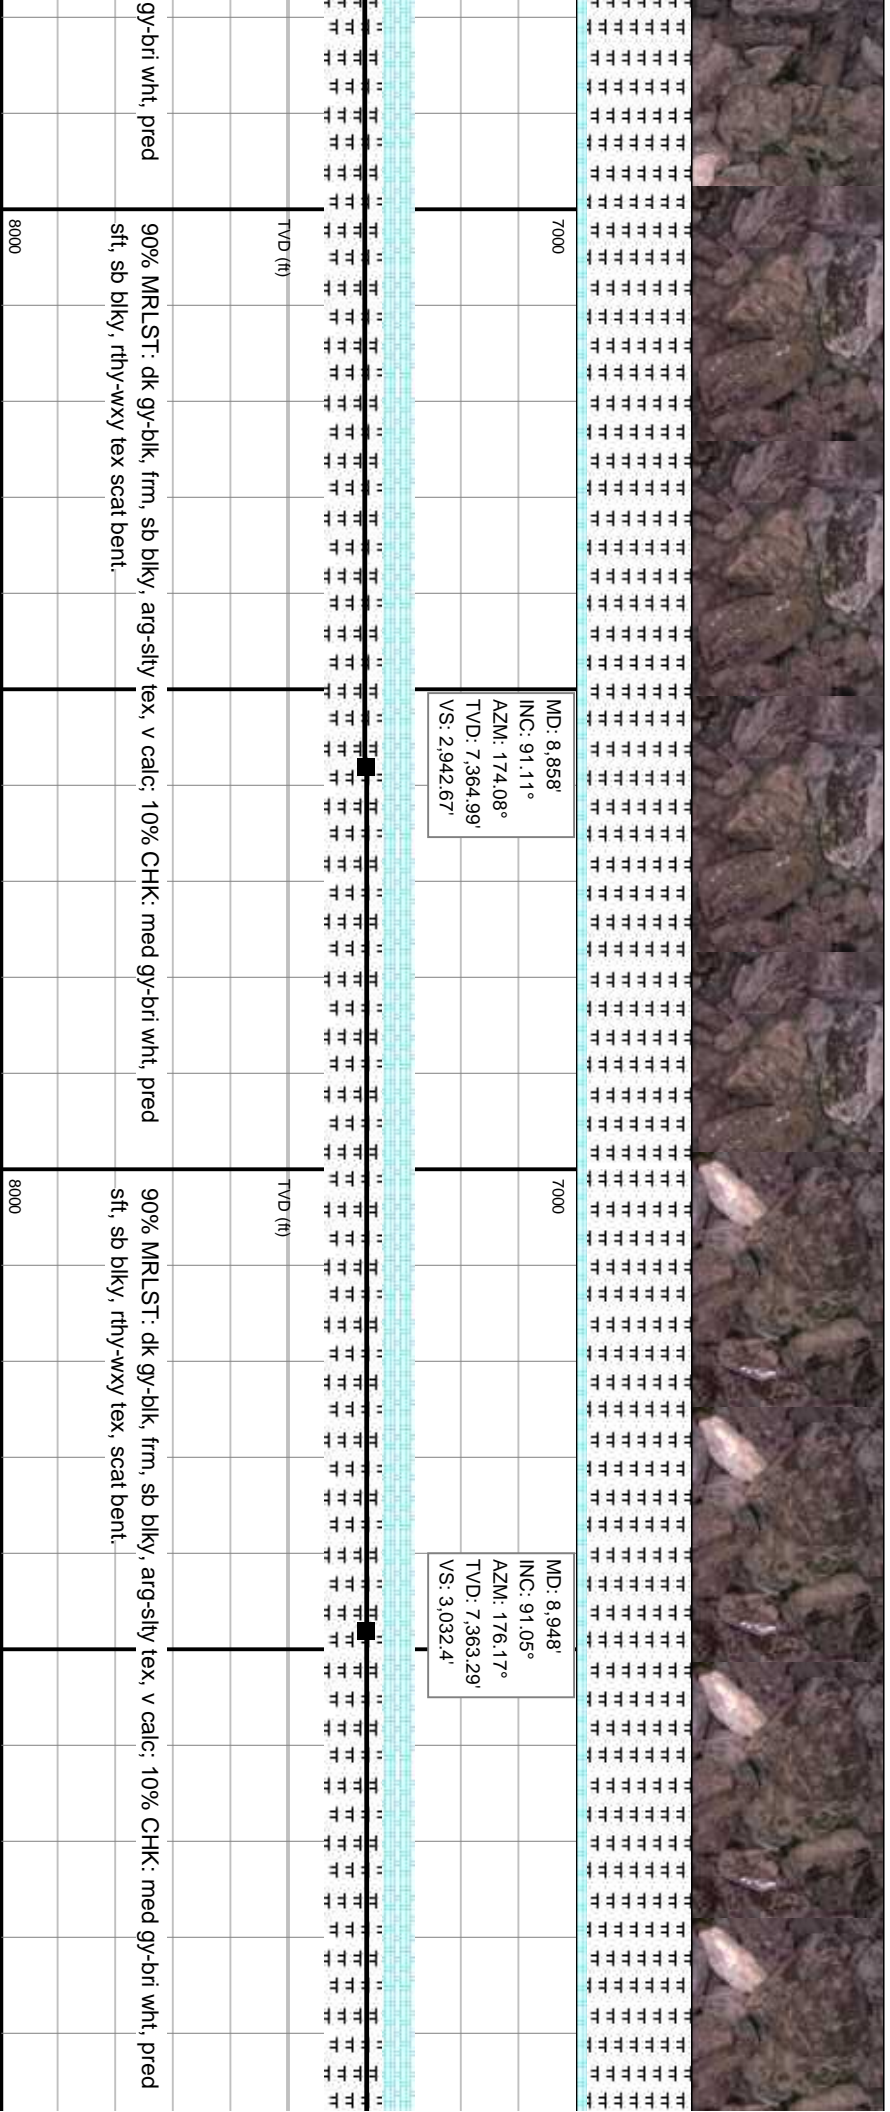 gy-bri wht, pred
7000
TVD (ft)
8000
90% MRLST: dk gy-blk, frm, sb blky, arg-slty tex, v calc; 10% CHK: med gy-bri wht, pred
sft, sb blky, rthy-wxy tex scat bent.
MD: 8,858'
INC: 91.11°
AZM: 174.08°
TVD: 7,364.99'
VS: 2,942.67'
7000
TVD (ft)
8000
90% MRLST: dk gy-blk, frm, sb blky, arg-slty tex, v calc; 10% CHK: med gy-bri wht, pred
sft, sb blky, rthy-wxy tex, scat bent.
MD: 8,948'
INC: 91.05°
AZM: 176.17°
TVD: 7,363.29'
VS: 3,032.4'